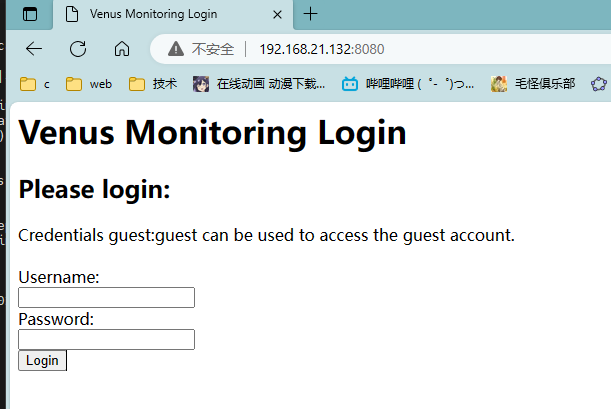 Venus Monitoring Login
不安全 192.168.21.132:8080
c web 技术 在线动画 动漫下载... 哔哩哔哩 (゜-゜)つ... 毛怪俱乐部
Venus Monitoring Login
Please login:
Credentials guest:guest can be used to access the guest account.
Username:
Password:
Login